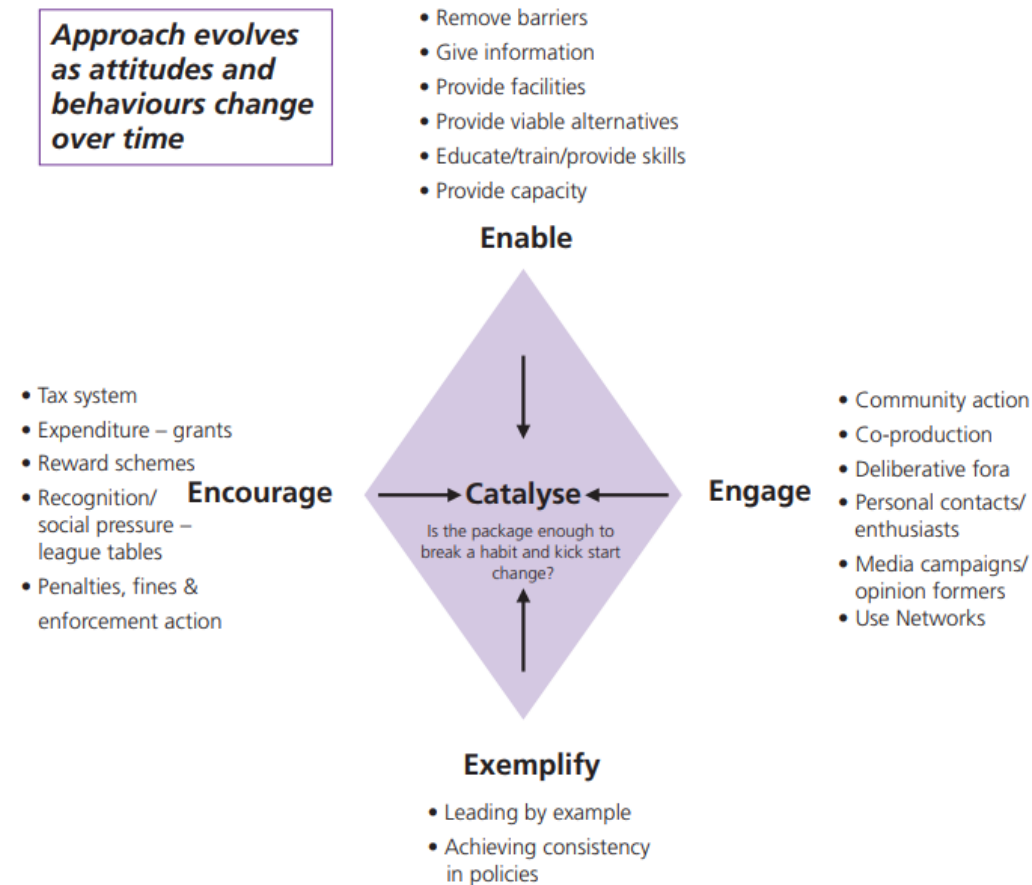 Approach evolves
as attitudes and
behaviours change
over time
• Remove barriers
• Give information
• Provide facilities
• Provide viable alternatives
• Educate/train/provide skills
• Provide capacity
Enable
• Tax system
• Expenditure – grants
• Reward schemes
• Recognition/
social pressure –
league tables
• Penalties, fines &
enforcement action
Encourage
Catalyse
Is the package enough to
break a habit and kick start
change?
Engage
• Community action
• Co-production
• Deliberative fora
• Personal contacts/
enthusiasts
• Media campaigns/
opinion formers
• Use Networks
Exemplify
• Leading by example
• Achieving consistency
in policies